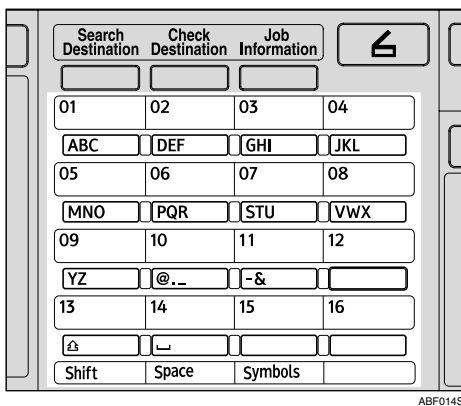 Search Check Job
Destination Destination Information
01 02 03 04
ABC DEF GHI JKL
05 06 07 08
MNO PQR STU VWX
09 10 11 12
YZ @._ -&
13 14 15 16
Shift Space Symbols
ABF014S